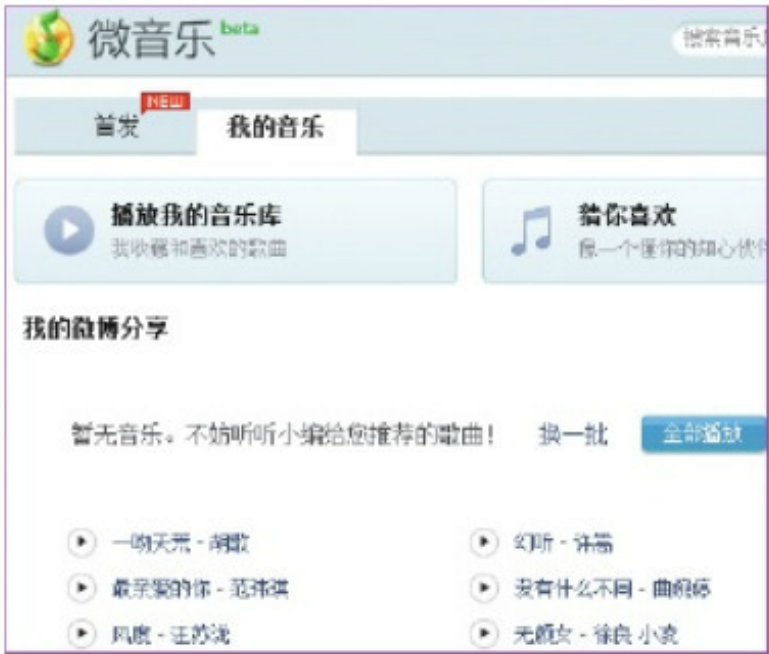 微音乐 beta
搜索音乐
首发 NEW 我的音乐
播放我的音乐库
我收藏和喜欢的歌曲
猜你喜欢
像一个懂你的知心伙伴
我的微博分享
暂无音乐。不妨听听小编给您推荐的歌曲! 换一批 全部播放
一吻天荒 - 胡歌
幻听 - 许嵩
最亲爱的你 - 范玮琪
没有什么不同 - 曲婉婷
风度 - 汪苏泷
无颜女 - 徐良 小凌